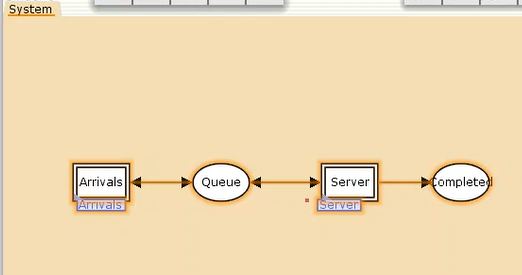 System
Arrivals
Queue
Server
Completed
Arrivals
Server